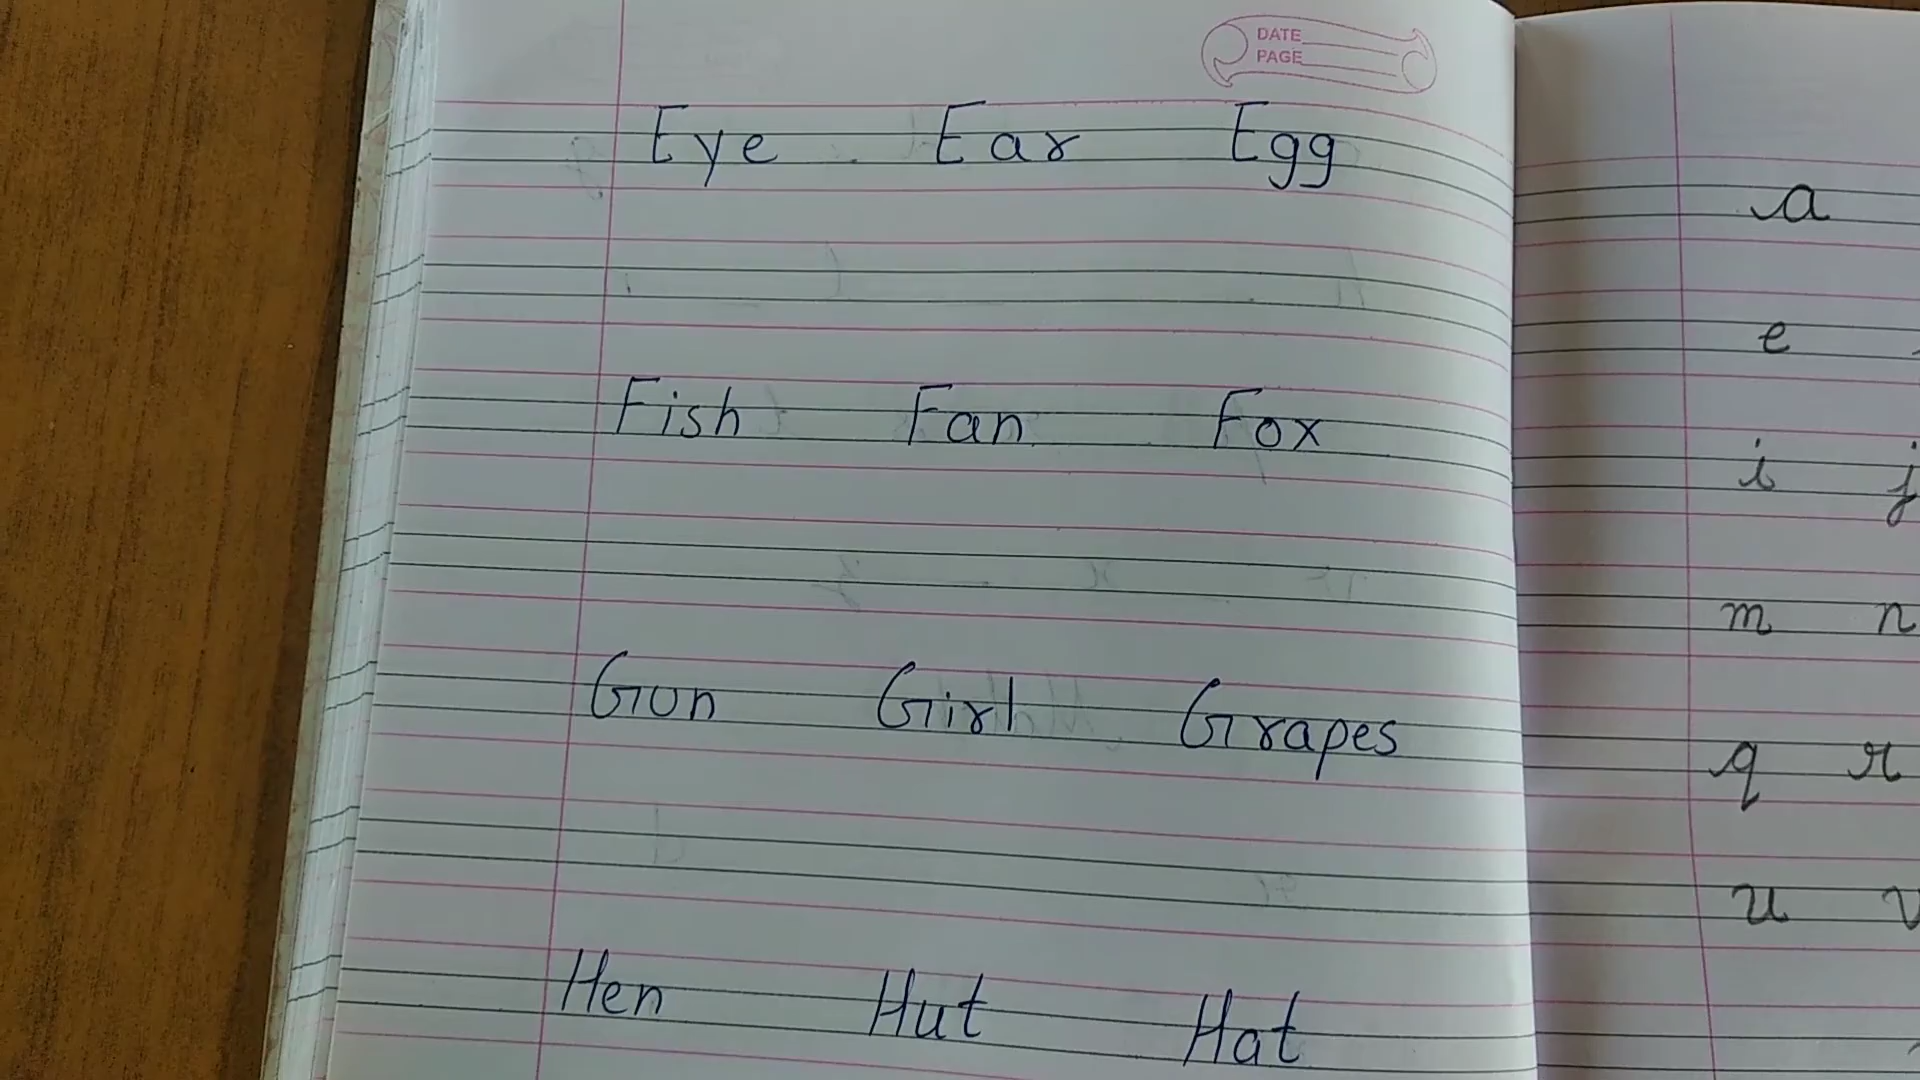 DATE
PAGE
Eye Ear Egg
Fish Fan Fox
Gun Girl Grapes
Hen Hut Hat
a
e
i j
m n
q r
u v